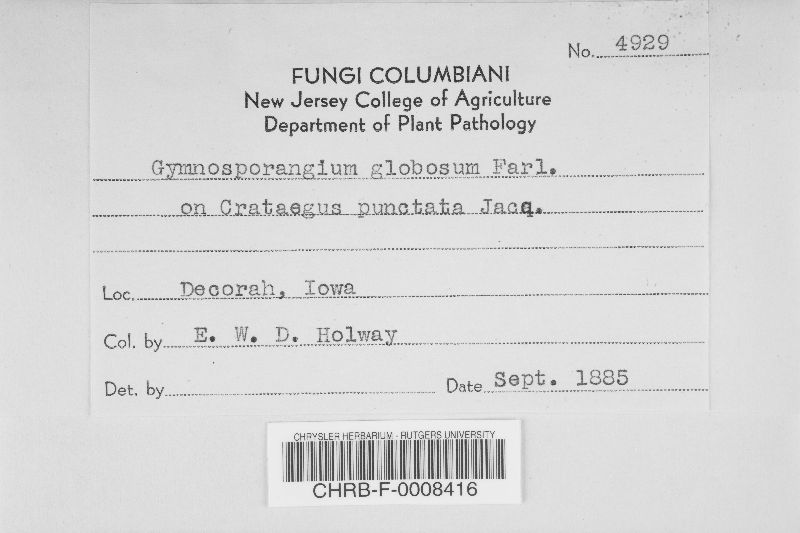 No. 4929
FUNGI COLUMBIANI
New Jersey College of Agriculture
Department of Plant Pathology
Gymnosporangium globosum Farl.
on Crataegus punctata Jacq.
Loc. Decorah, Iowa
Col. by E. W. D. Holway
Det. by
Date Sept. 1885
CHRYSLER HERBARIUM - RUTGERS UNIVERSITY
CHRB-F-0008416